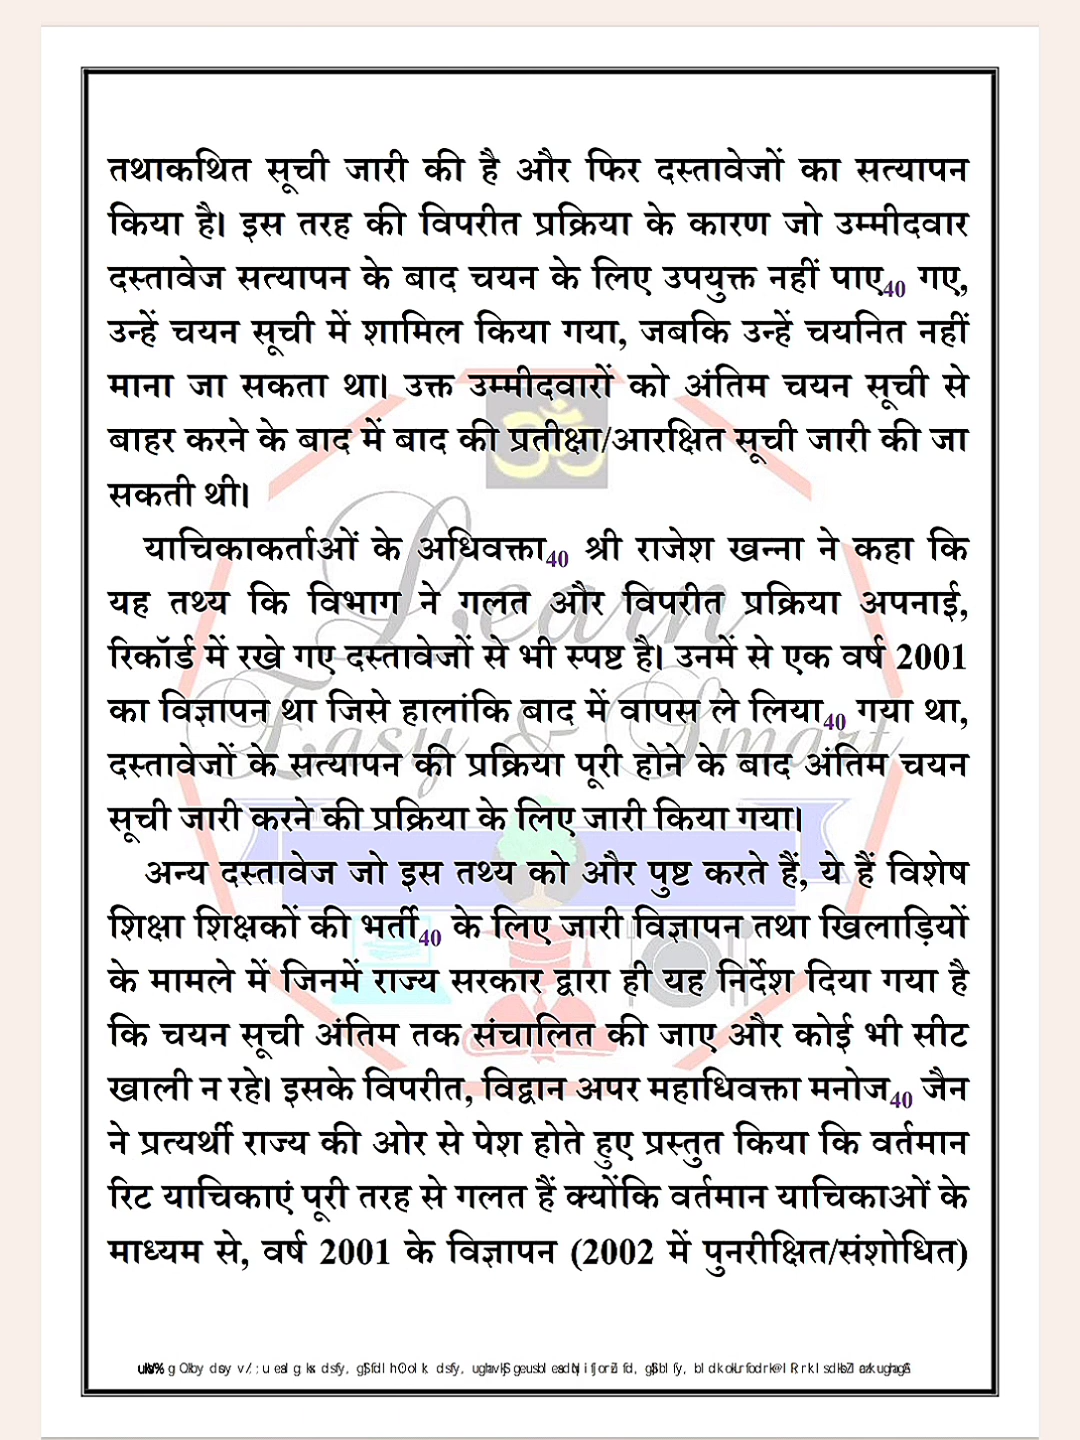 तथाकथित सूची जारी की है और फिर दस्तावेजों का सत्यापन
किया है। इस तरह की विपरीत प्रक्रिया के कारण जो उम्मीदवार
दस्तावेज सत्यापन के बाद चयन के लिए उपयुक्त नहीं पाए40 गए,
उन्हें चयन सूची में शामिल किया गया, जबकि उन्हें चयनित नहीं
माना जा सकता था। उक्त उम्मीदवारों को अंतिम चयन सूची से
बाहर करने के बाद में बाद की प्रतीक्षा/आरक्षित सूची जारी की जा
सकती थी।
याचिकाकर्ताओं के अधिवक्ता40 श्री राजेश खन्ना ने कहा कि
यह तथ्य कि विभाग ने गलत और विपरीत प्रक्रिया अपनाई,
रिकॉर्ड में रखे गए दस्तावेजों से भी स्पष्ट है। उनमें से एक वर्ष 2001
का विज्ञापन था जिसे हालांकि बाद में वापस ले लिया40 गया था,
दस्तावेजों के सत्यापन की प्रक्रिया पूरी होने के बाद अंतिम चयन
सूची जारी करने की प्रक्रिया के लिए जारी किया गया।
अन्य दस्तावेज जो इस तथ्य को और पुष्ट करते हैं, ये हैं विशेष
शिक्षा शिक्षकों की भर्ती40 के लिए जारी विज्ञापन तथा खिलाड़ियों
के मामले में जिनमें राज्य सरकार द्वारा ही यह निर्देश दिया गया है
कि चयन सूची अंतिम तक संचालित की जाए और कोई भी सीट
खाली न रहे। इसके विपरीत, विद्वान अपर महाधिवक्ता मनोज40 जैन
ने प्रत्यर्थी राज्य की ओर से पेश होते हुए प्रस्तुत किया कि वर्तमान
रिट याचिकाएं पूरी तरह से गलत हैं क्योंकि वर्तमान याचिकाओं के
माध्यम से, वर्ष 2001 के विज्ञापन (2002 में पुनरीक्षित/संशोधित)
Learn
Easy & Smart